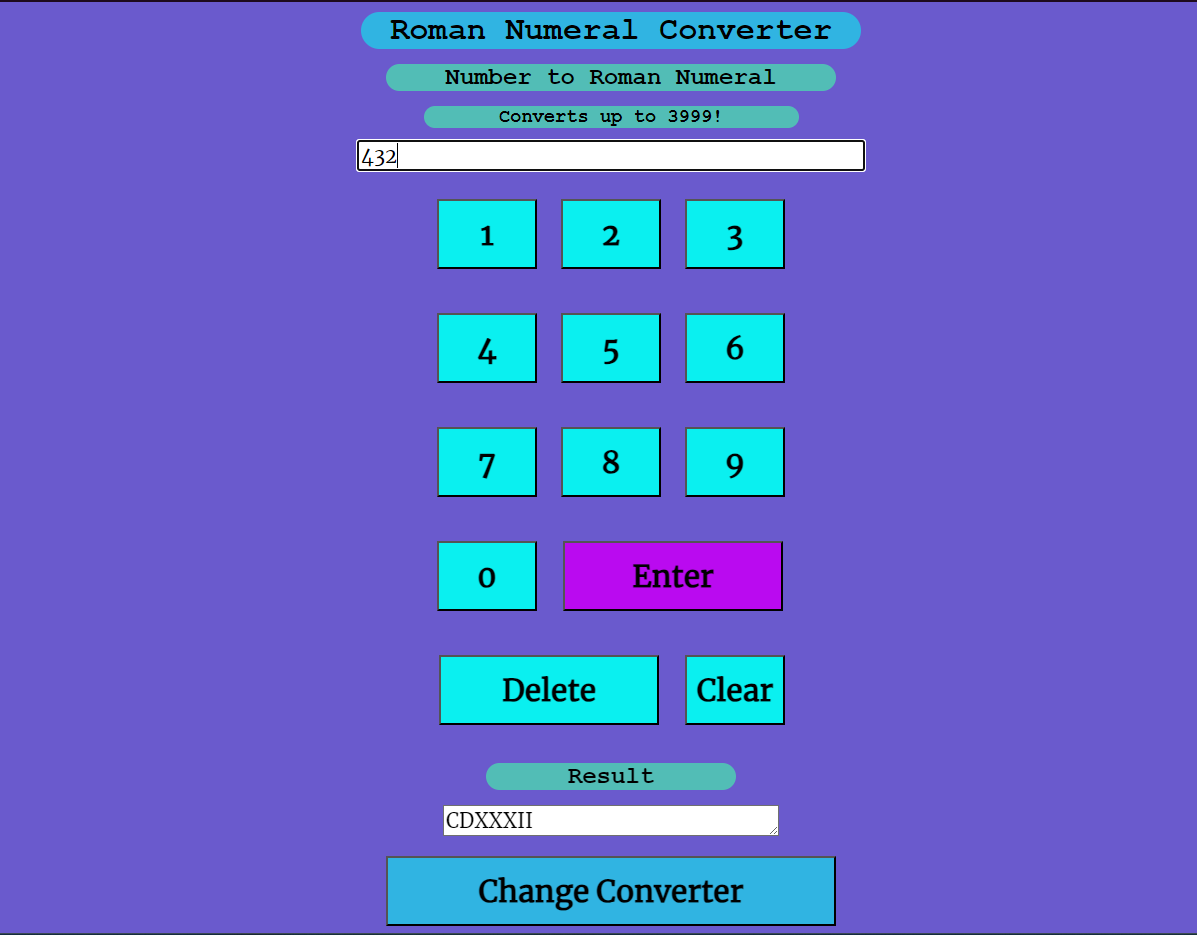 Roman Numeral Converter
Number to Roman Numeral
Converts up to 3999!
432
1 2 3
4 5 6
7 8 9
0 Enter
Delete Clear
Result
CDXXXII
Change Converter